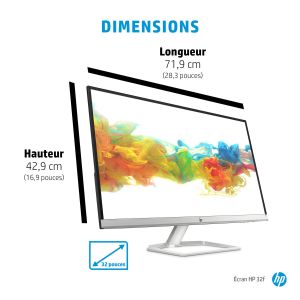 DIMENSIONS
Longueur
71,9 cm
(28,3 pouces)
Hauteur
42,9 cm
(16,9 pouces)
32 pouces
Écran HP 32f
hp